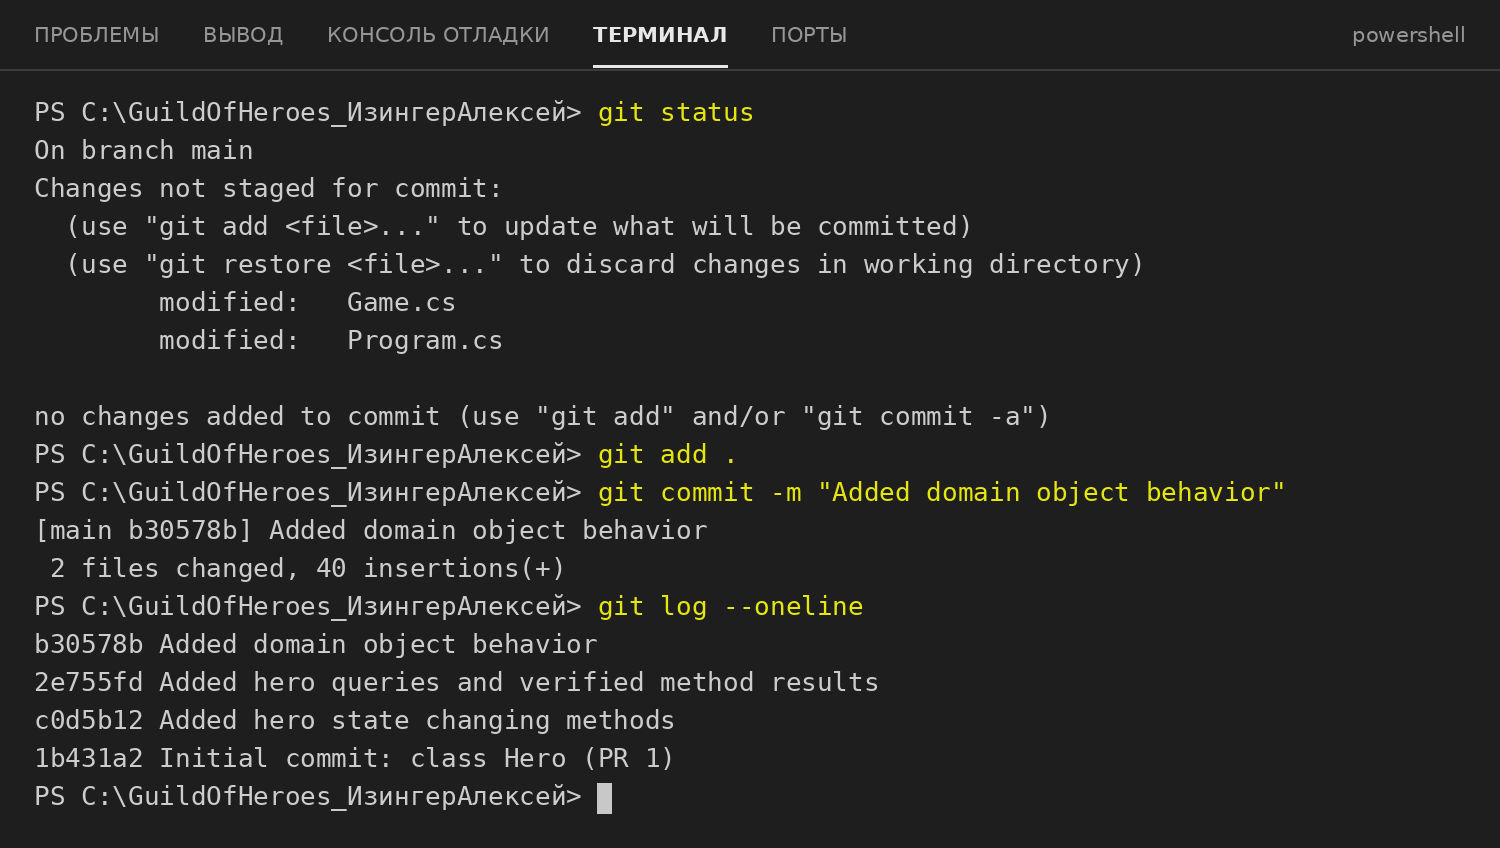 ПРОБЛЕМЫ ВЫВОД КОНСОЛЬ ОТЛАДКИ ТЕРМИНАЛ ПОРТЫ powershell
PS C:\GuildOfHeroes_ИзингерАлексей> git status
On branch main
Changes not staged for commit:
  (use "git add <file>..." to update what will be committed)
  (use "git restore <file>..." to discard changes in working directory)
        modified:   Game.cs
        modified:   Program.cs

no changes added to commit (use "git add" and/or "git commit -a")
PS C:\GuildOfHeroes_ИзингерАлексей> git add .
PS C:\GuildOfHeroes_ИзингерАлексей> git commit -m "Added domain object behavior"
[main b30578b] Added domain object behavior
 2 files changed, 40 insertions(+)
PS C:\GuildOfHeroes_ИзингерАлексей> git log --oneline
b30578b Added domain object behavior
2e755fd Added hero queries and verified method results
c0d5b12 Added hero state changing methods
1b431a2 Initial commit: class Hero (PR 1)
PS C:\GuildOfHeroes_ИзингерАлексей>